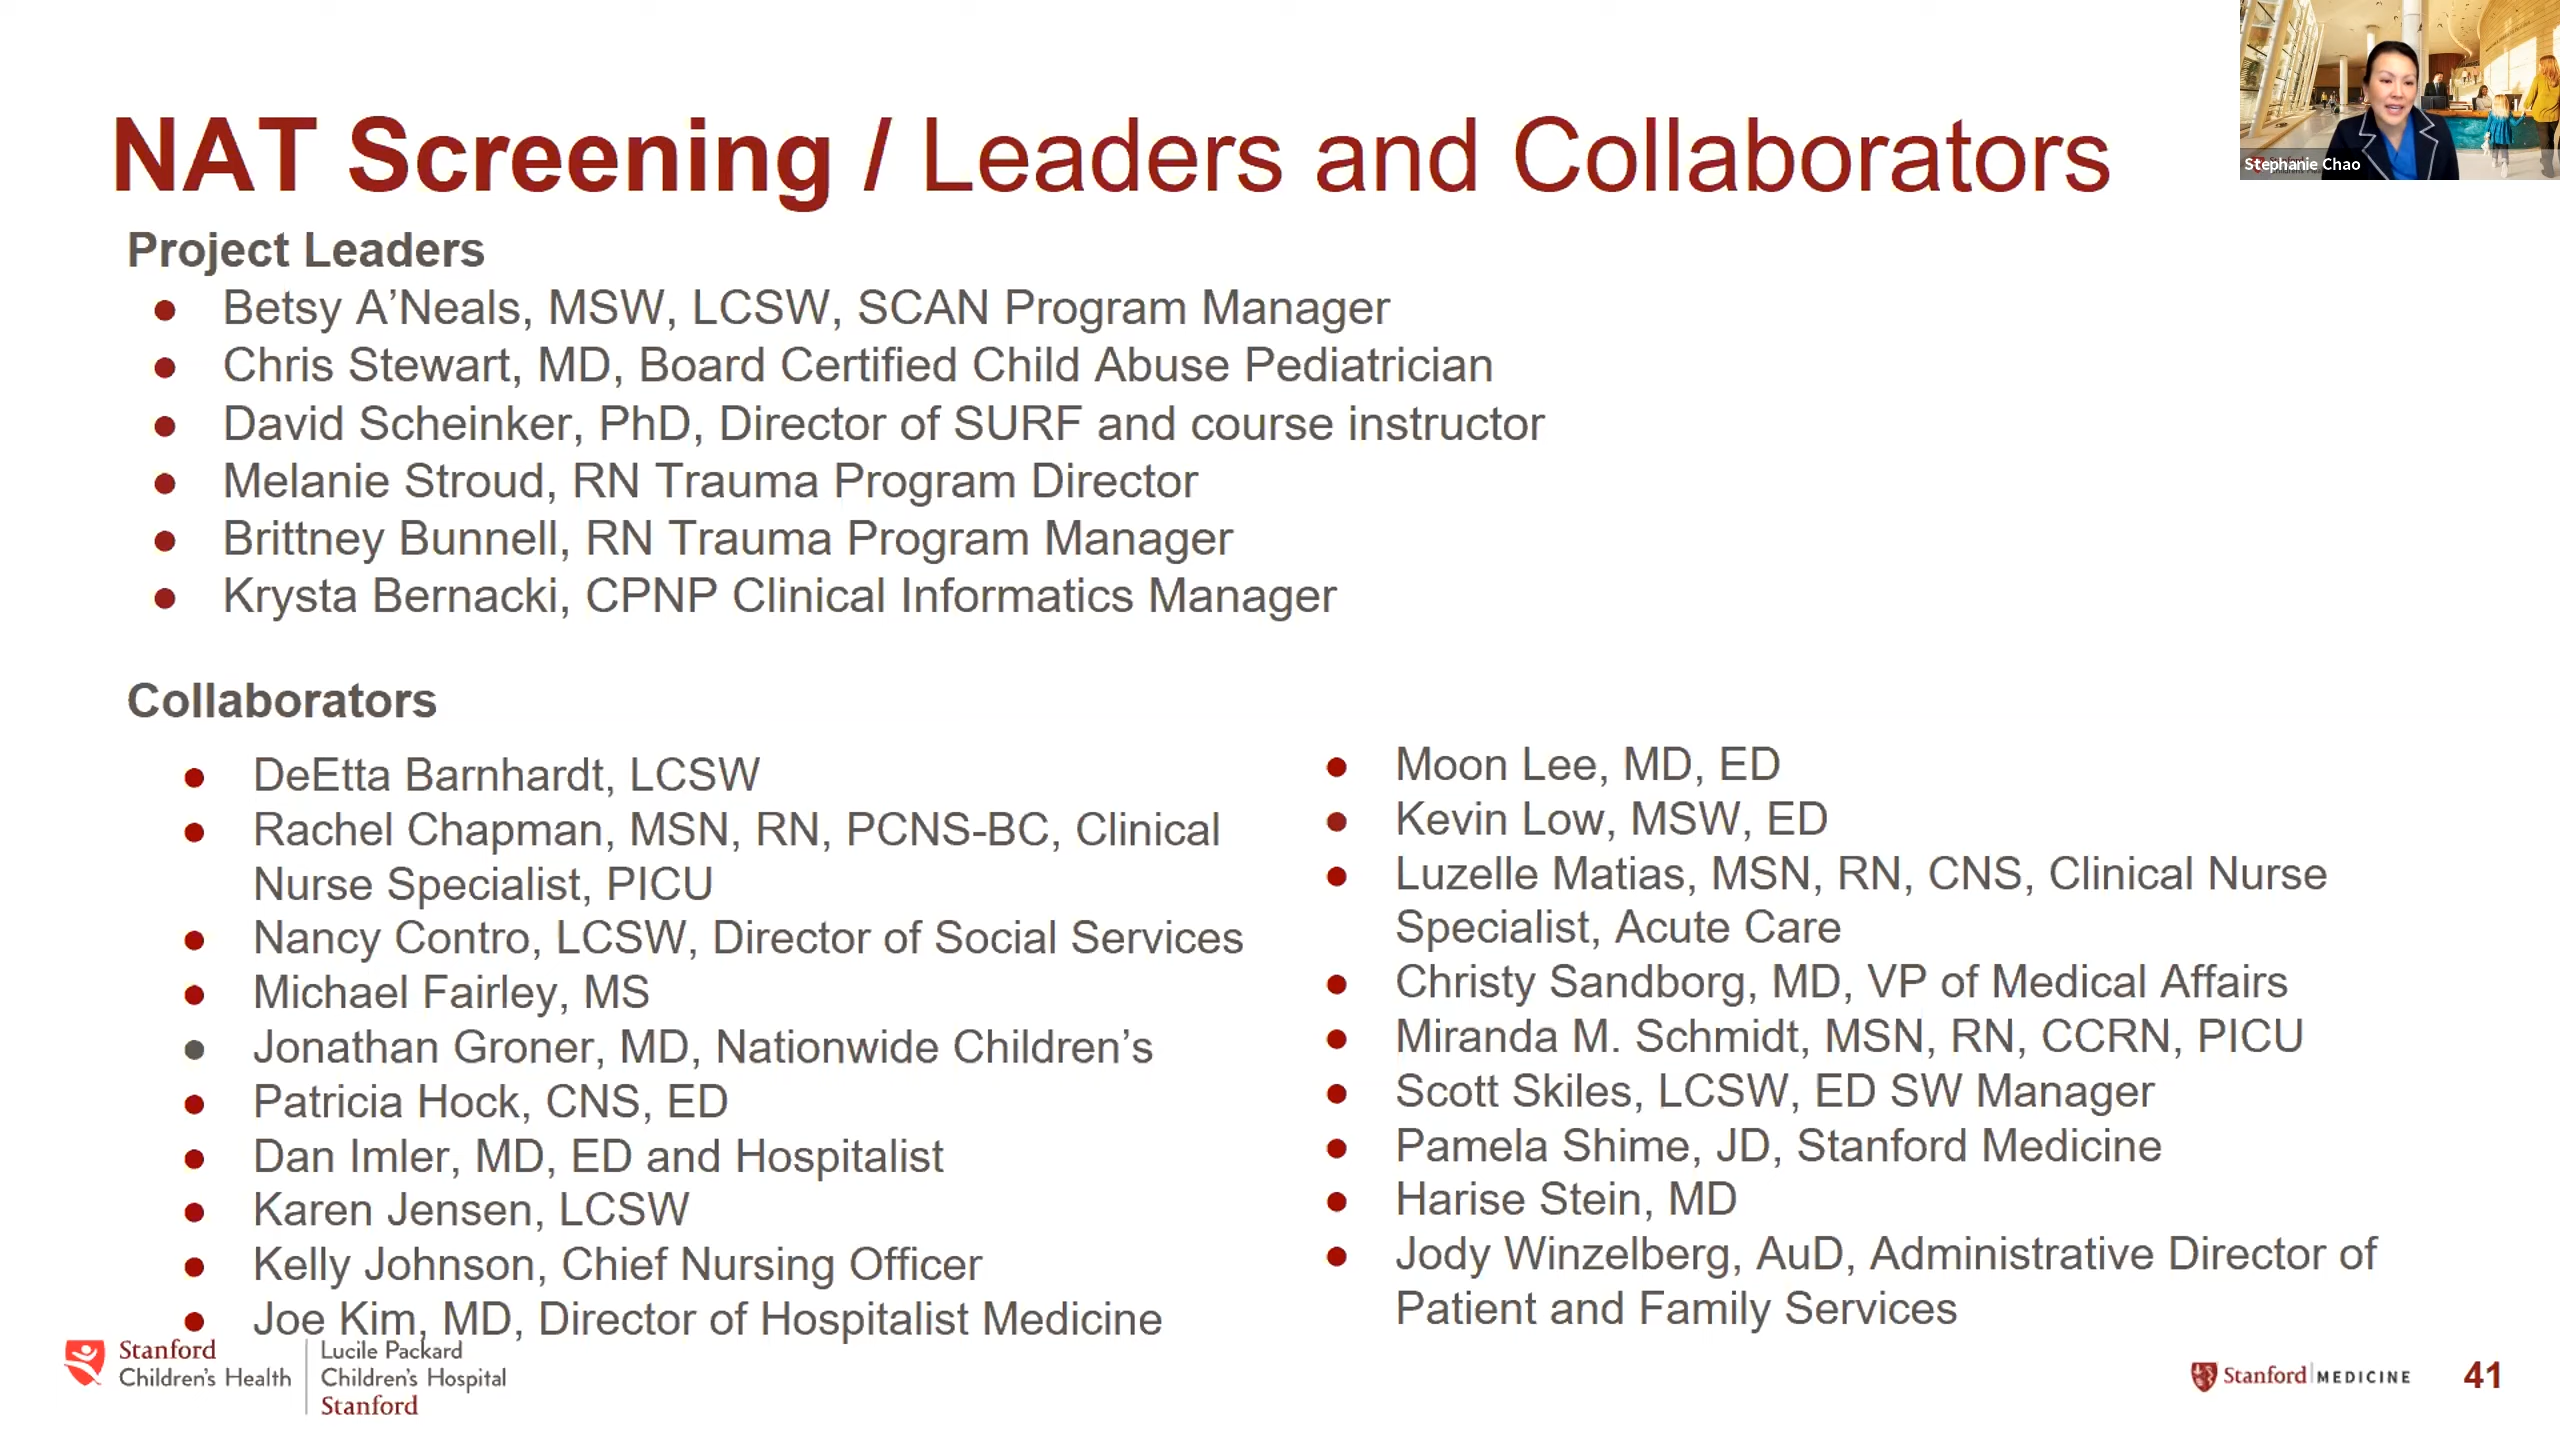 NAT Screening / Leaders and Collaborators
Stephanie Chao
Project Leaders
● Betsy A’Neals, MSW, LCSW, SCAN Program Manager
● Chris Stewart, MD, Board Certified Child Abuse Pediatrician
● David Scheinker, PhD, Director of SURF and course instructor
● Melanie Stroud, RN Trauma Program Director
● Brittney Bunnell, RN Trauma Program Manager
● Krysta Bernacki, CPNP Clinical Informatics Manager
Collaborators
● DeEtta Barnhardt, LCSW
● Rachel Chapman, MSN, RN, PCNS-BC, Clinical
Nurse Specialist, PICU
● Nancy Contro, LCSW, Director of Social Services
● Michael Fairley, MS
● Jonathan Groner, MD, Nationwide Children’s
● Patricia Hock, CNS, ED
● Dan Imler, MD, ED and Hospitalist
● Karen Jensen, LCSW
● Kelly Johnson, Chief Nursing Officer
● Joe Kim, MD, Director of Hospitalist Medicine
● Moon Lee, MD, ED
● Kevin Low, MSW, ED
● Luzelle Matias, MSN, RN, CNS, Clinical Nurse
Specialist, Acute Care
● Christy Sandborg, MD, VP of Medical Affairs
● Miranda M. Schmidt, MSN, RN, CCRN, PICU
● Scott Skiles, LCSW, ED SW Manager
● Pamela Shime, JD, Stanford Medicine
● Harise Stein, MD
● Jody Winzelberg, AuD, Administrative Director of
Patient and Family Services
Stanford
Children’s Health
Lucile Packard
Children’s Hospital
Stanford
Stanford MEDICINE
41